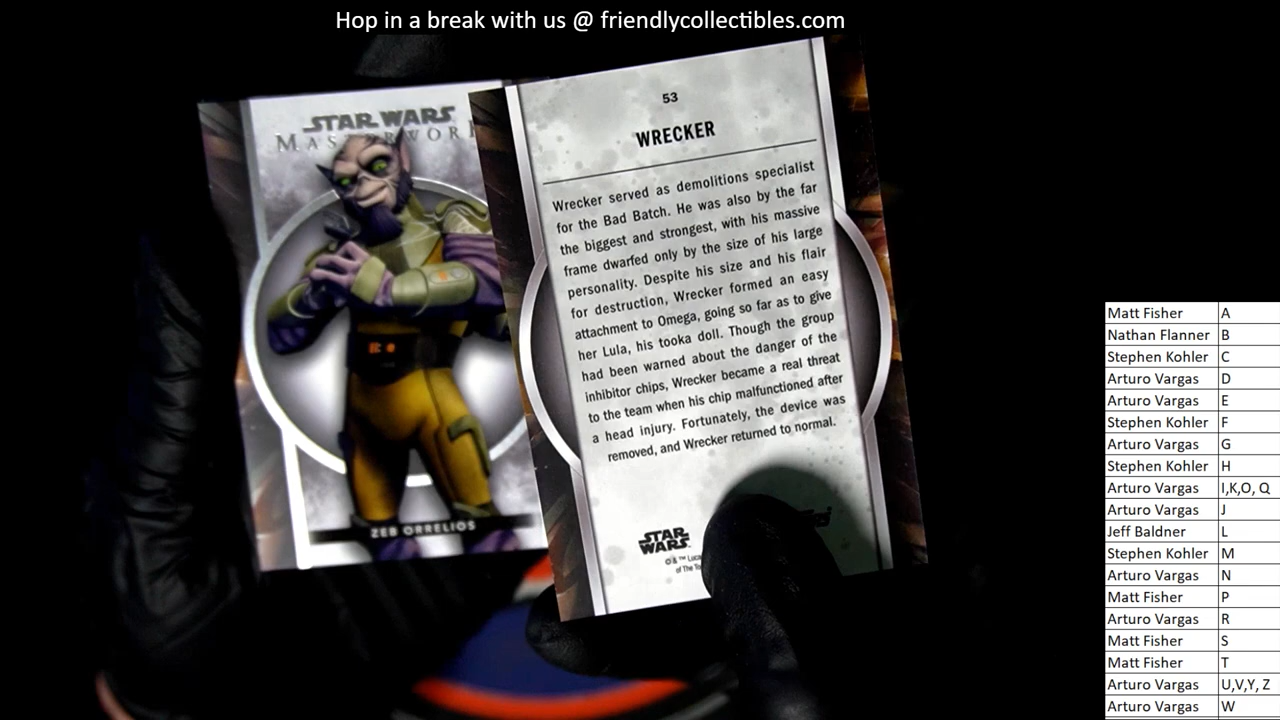 Hop in a break with us @ friendlycollectibles.com
STAR WARS
ZEB ORRELIOS
53
WRECKER
Wrecker served as demolitions specialist
for the Bad Batch. He was also by the far
the biggest and strongest, with his massive
frame dwarfed only by the size of his large
personality. Despite his size and his flair
for destruction, Wrecker formed an easy
attachment to Omega, going so far as to give
her Lula, his tooka doll. Though the group
had been warned about the danger of the
inhibitor chips, Wrecker became a real threat
to the team when his chip malfunctioned after
a head injury. Fortunately, the device was
removed, and Wrecker returned to normal.
STAR
WARS
of The
Matt Fisher A
Nathan Flanner B
Stephen Kohler C
Arturo Vargas D
Arturo Vargas E
Stephen Kohler F
Arturo Vargas G
Stephen Kohler H
Arturo Vargas I,K,O, Q
Arturo Vargas J
Jeff Baldner L
Stephen Kohler M
Arturo Vargas N
Matt Fisher P
Arturo Vargas R
Matt Fisher S
Matt Fisher T
Arturo Vargas U,V,Y, Z
Arturo Vargas W